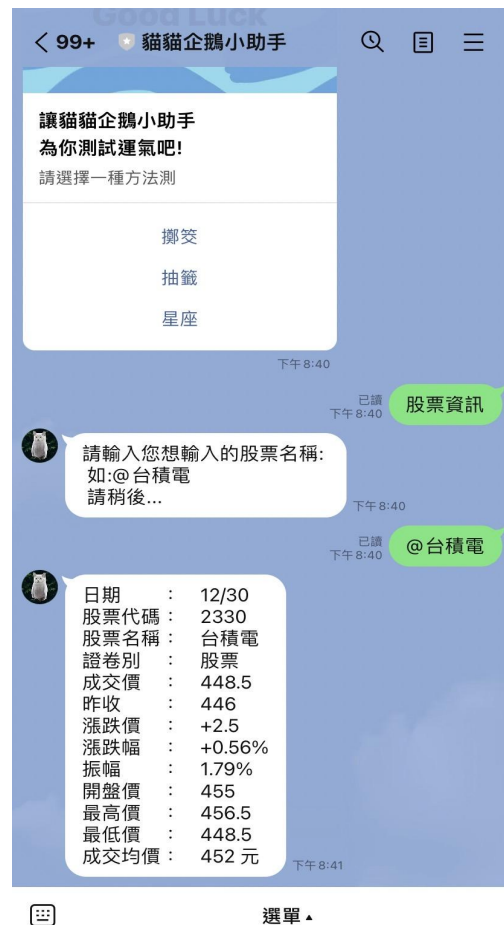 Good Luck
99+ 貓貓企鵝小助手
讓貓貓企鵝小助手
為你測試運氣吧!
請選擇一種方法測
擲筊
抽籤
星座
下午 8:40
已讀
下午 8:40
股票資訊
請輸入您想輸入的股票名稱:
如:@台積電
請稍後...
下午 8:40
已讀
下午 8:40
@台積電
日期 : 12/30
股票代碼 : 2330
股票名稱 : 台積電
證卷別 : 股票
成交價 : 448.5
昨收 : 446
漲跌價 : +2.5
漲跌幅 : +0.56%
振幅 : 1.79%
開盤價 : 455
最高價 : 456.5
最低價 : 448.5
成交均價 : 452 元
下午 8:41
選單